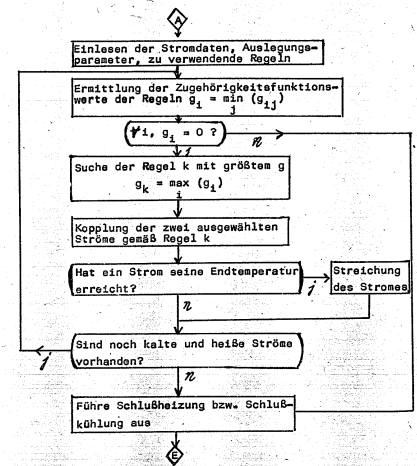 A
Einlesen der Stromdaten, Auslegungs-
parameter, zu verwendende Regeln
Ermittlung der Zugehörigkeitsfunktions-
werte der Regeln g_i = min (g_ij)
j
∀i, g_i = 0 ?
n
j
Suche der Regel k mit größtem g
g_k = max (g_i)
i
Kopplung der zwei ausgewählten
Ströme gemäß Regel k
Hat ein Strom seine Endtemperatur
erreicht?
j
Streichung
des Stromes
n
Sind noch kalte und heiße Ströme
vorhanden?
j
n
Führe Schlußheizung bzw. Schluß-
kühlung aus
E